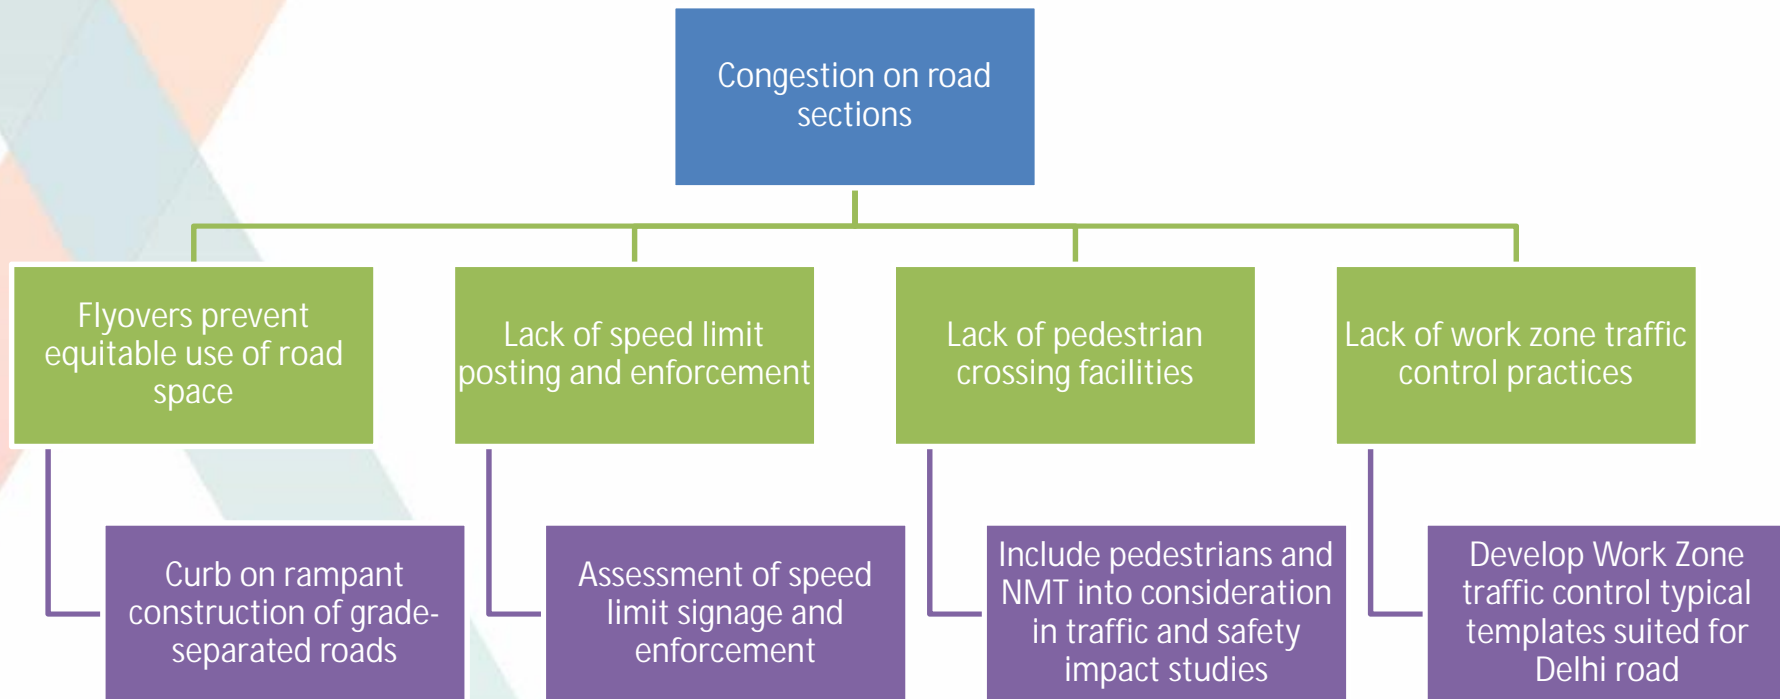 Congestion on road
sections
Flyovers prevent
equitable use of road
space
Lack of speed limit
posting and enforcement
Lack of pedestrian
crossing facilities
Lack of work zone traffic
control practices
Curb on rampant
construction of grade-
separated roads
Assessment of speed
limit signage and
enforcement
Include pedestrians and
NMT into consideration
in traffic and safety
impact studies
Develop Work Zone
traffic control typical
templates suited for
Delhi road